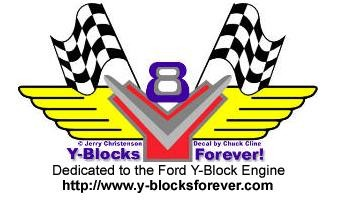 8
© Jerry Christenson Decal by Chuck Cline
Y-Blocks Forever!
Dedicated to the Ford Y-Block Engine
http://www.y-blocksforever.com